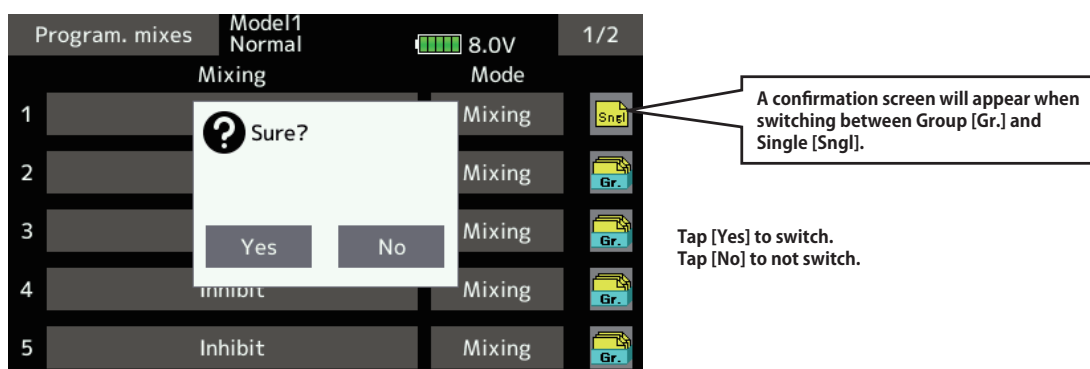 Program. mixes
Model1
Normal
8.0V
1/2
Mixing
Mode
1
Mixing
Sngl
Sure?
2
Mixing
Gr.
3
Mixing
Gr.
Yes
No
4
Inhibit
Mixing
Gr.
5
Inhibit
Mixing
Gr.
A confirmation screen will appear when
switching between Group [Gr.] and
Single [Sngl].
Tap [Yes] to switch.
Tap [No] to not switch.